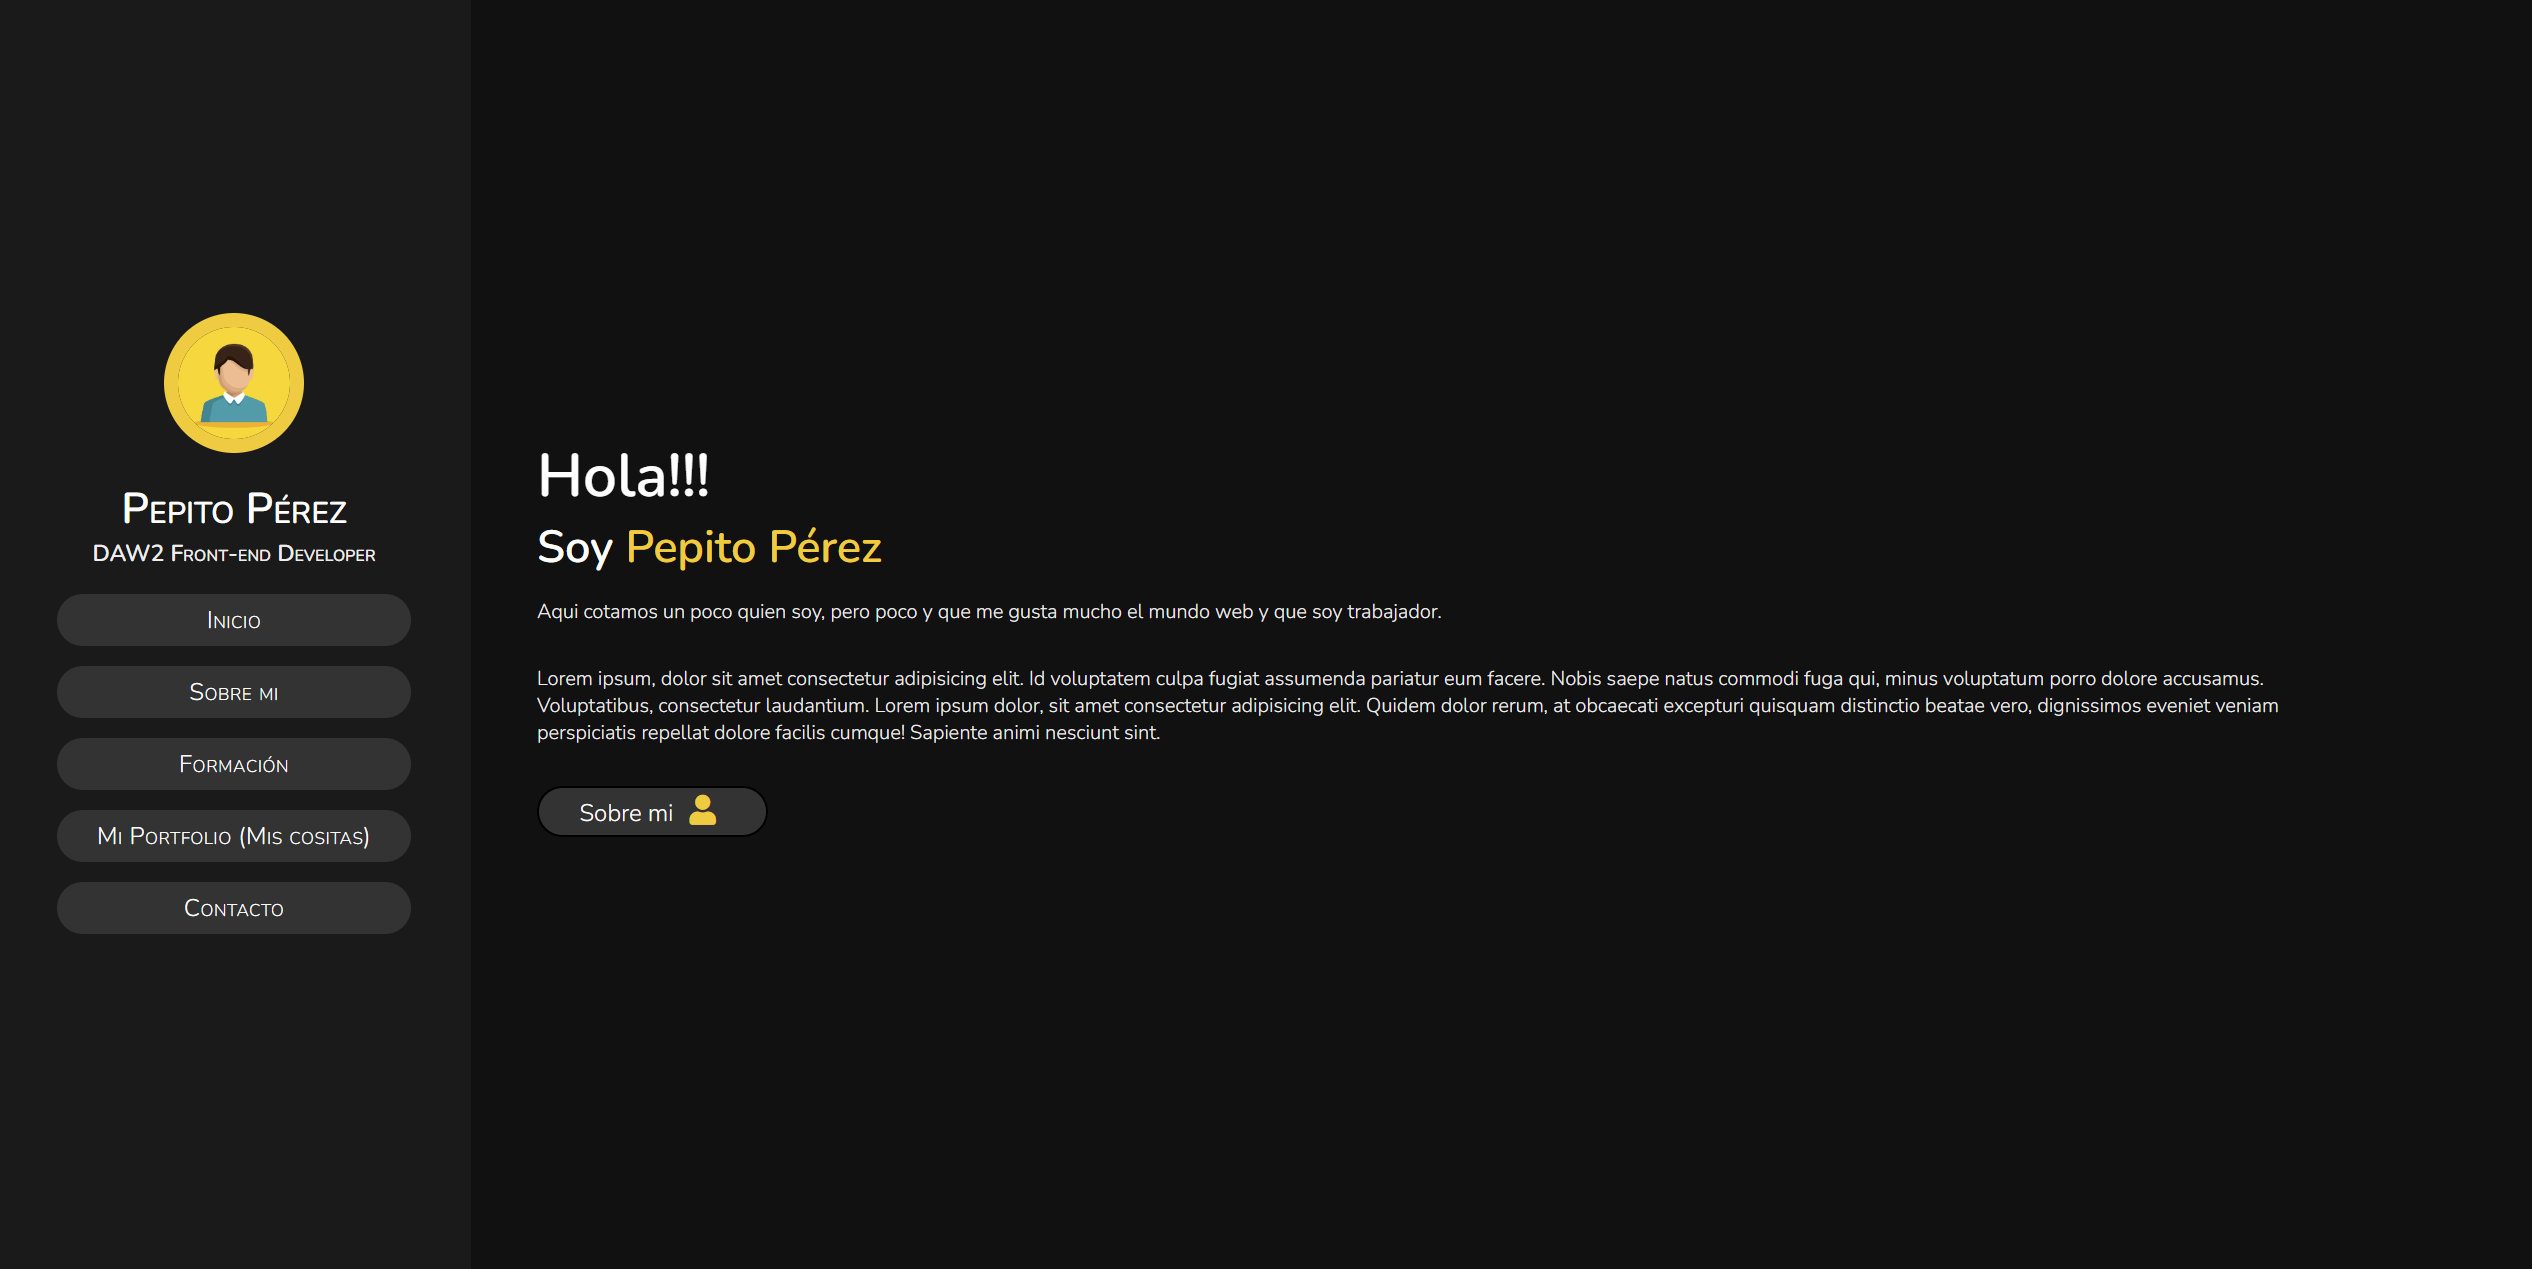 Pepito Pérez
DAW2 Front-end Developer
Inicio
Sobre mi
Formación
Mi Portfolio (Mis cositas)
Contacto
Hola!!!
Soy Pepito Pérez
Aqui cotamos un poco quien soy, pero poco y que me gusta mucho el mundo web y que soy trabajador.
Lorem ipsum, dolor sit amet consectetur adipisicing elit. Id voluptatem culpa fugiat assumenda pariatur eum facere. Nobis saepe natus commodi fuga qui, minus voluptatum porro dolore accusamus.
Voluptatibus, consectetur laudantium. Lorem ipsum dolor, sit amet consectetur adipisicing elit. Quidem dolor rerum, at obcaecati excepturi quisquam distinctio beatae vero, dignissimos eveniet veniam
perspiciatis repellat dolore facilis cumque! Sapiente animi nesciunt sint.
Sobre mi